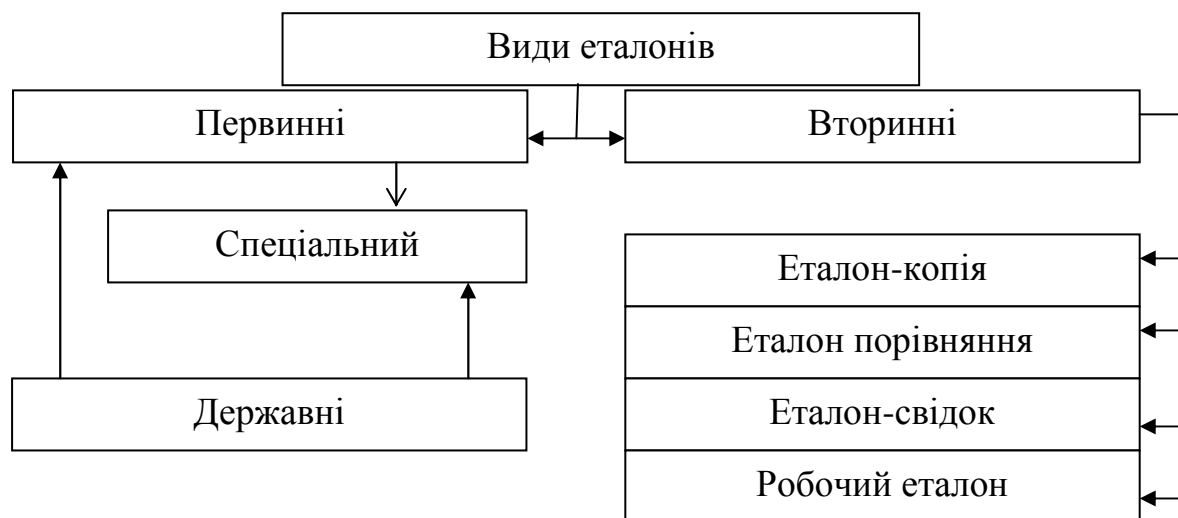 Види еталонів
Первинні
Вторинні
Спеціальний
Еталон-копія
Еталон порівняння
Державні
Еталон-свідок
Робочий еталон